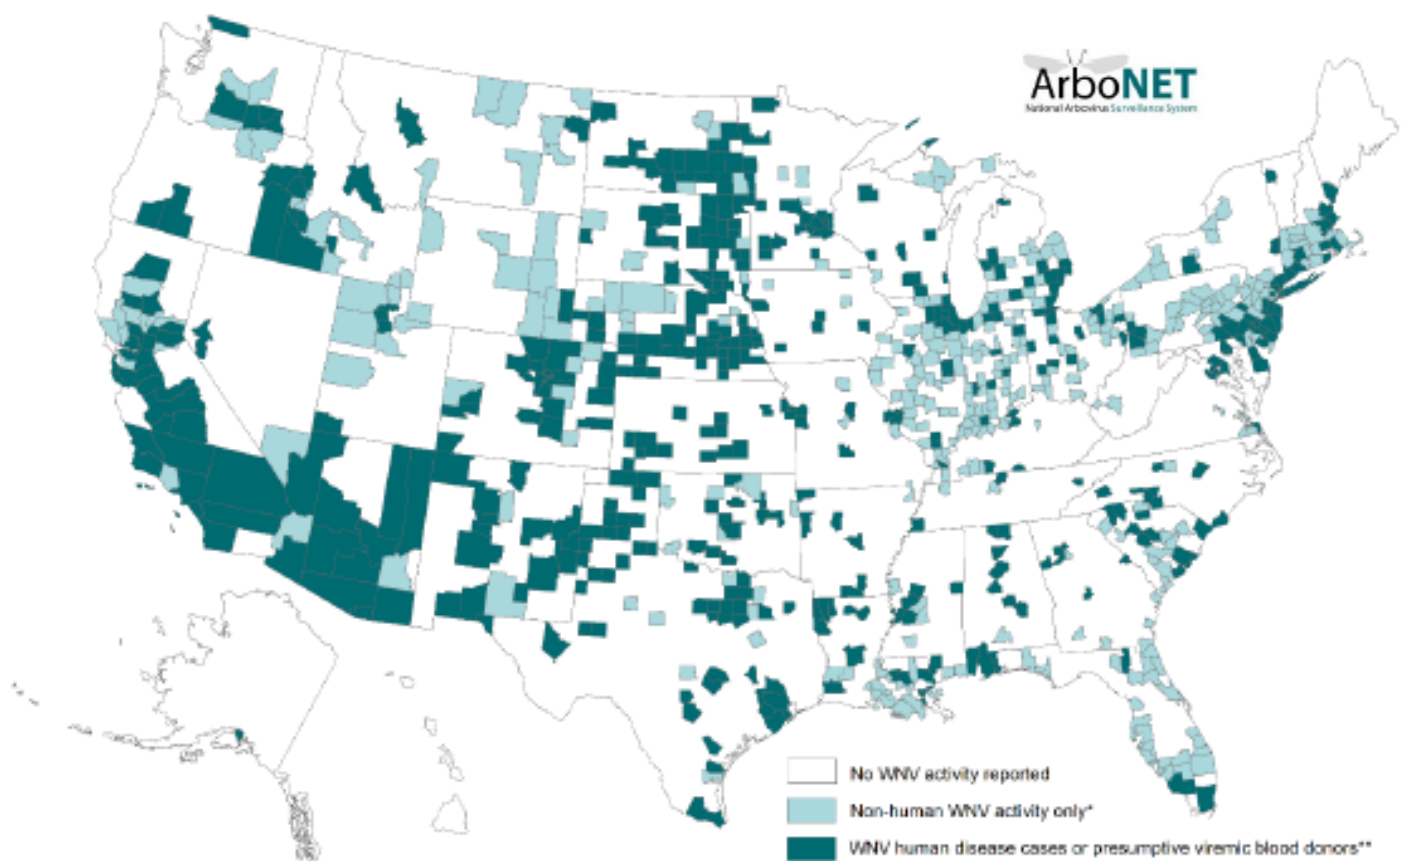 ArboNET
National Arbovirus Surveillance System
No WNV activity reported
Non-human WNV activity only*
WNV human disease cases or presumptive viremic blood donors**